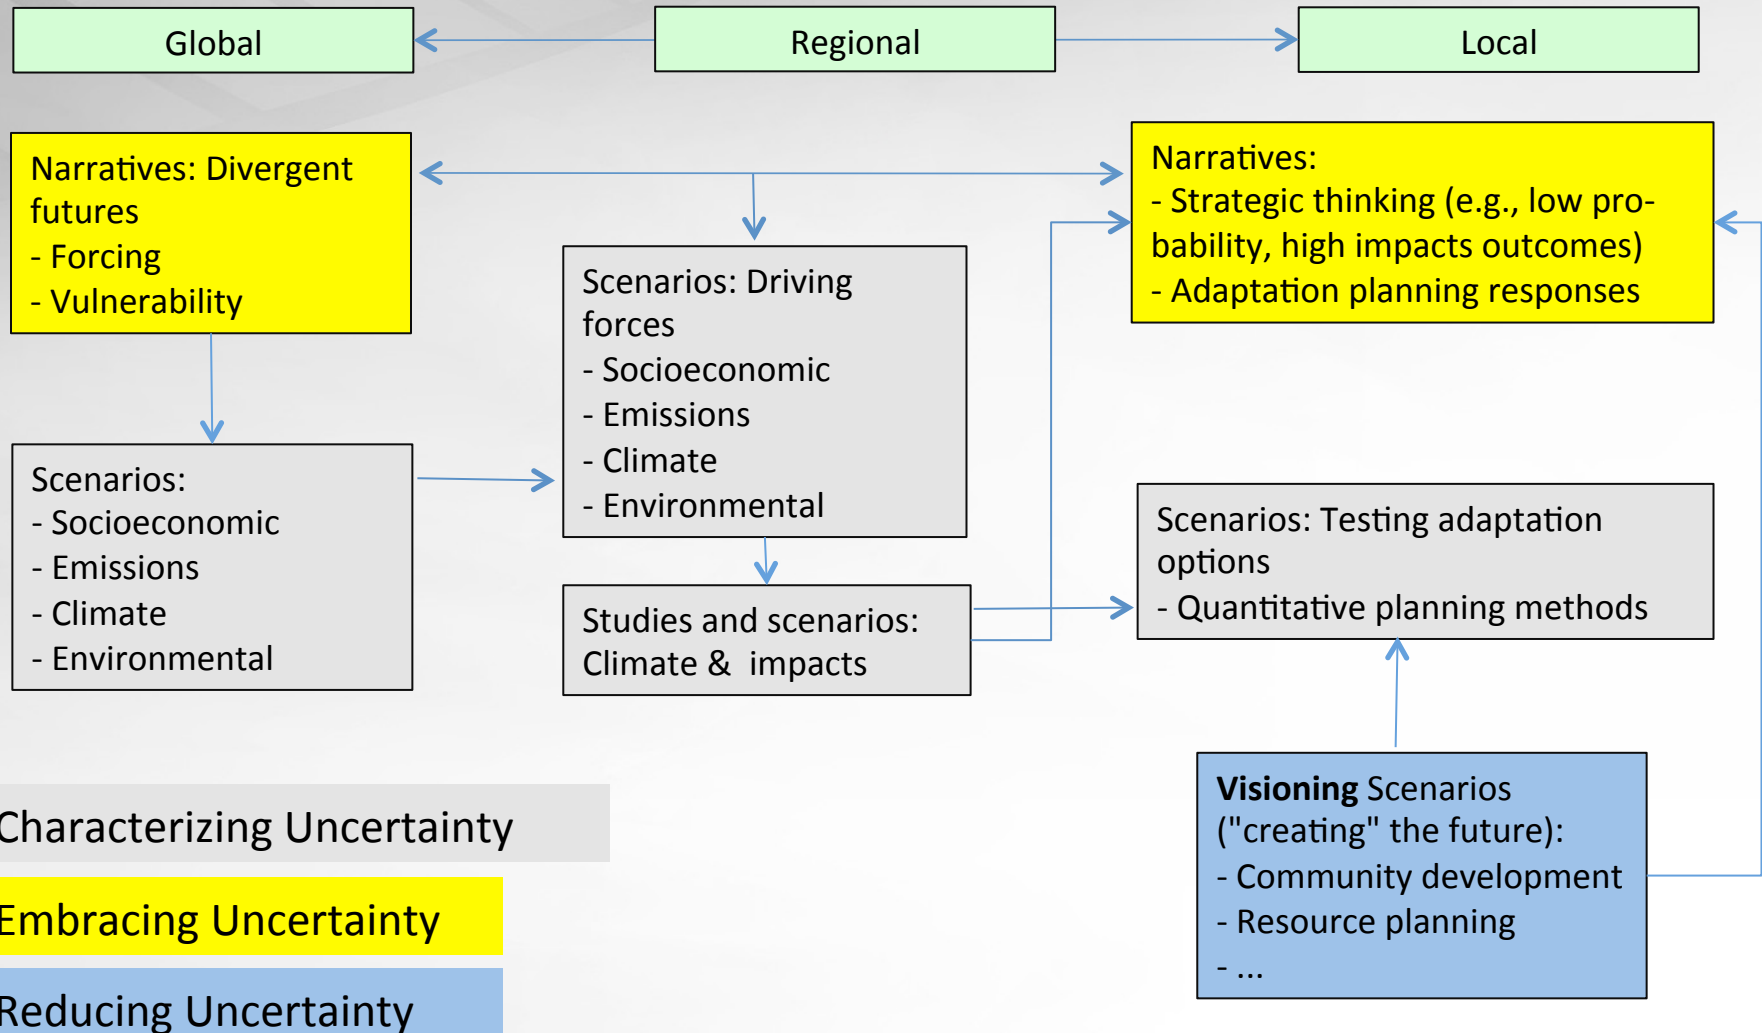 Global
Regional
Local
Narratives: Divergent
futures
- Forcing
- Vulnerability
Scenarios:
- Socioeconomic
- Emissions
- Climate
- Environmental
Scenarios: Driving
forces
- Socioeconomic
- Emissions
- Climate
- Environmental
Studies and scenarios:
Climate & impacts
Narratives:
- Strategic thinking (e.g., low pro-
bability, high impacts outcomes)
- Adaptation planning responses
Scenarios: Testing adaptation
options
- Quantitative planning methods
Visioning Scenarios
("creating" the future):
- Community development
- Resource planning
- ...
Characterizing Uncertainty
Embracing Uncertainty
Reducing Uncertainty